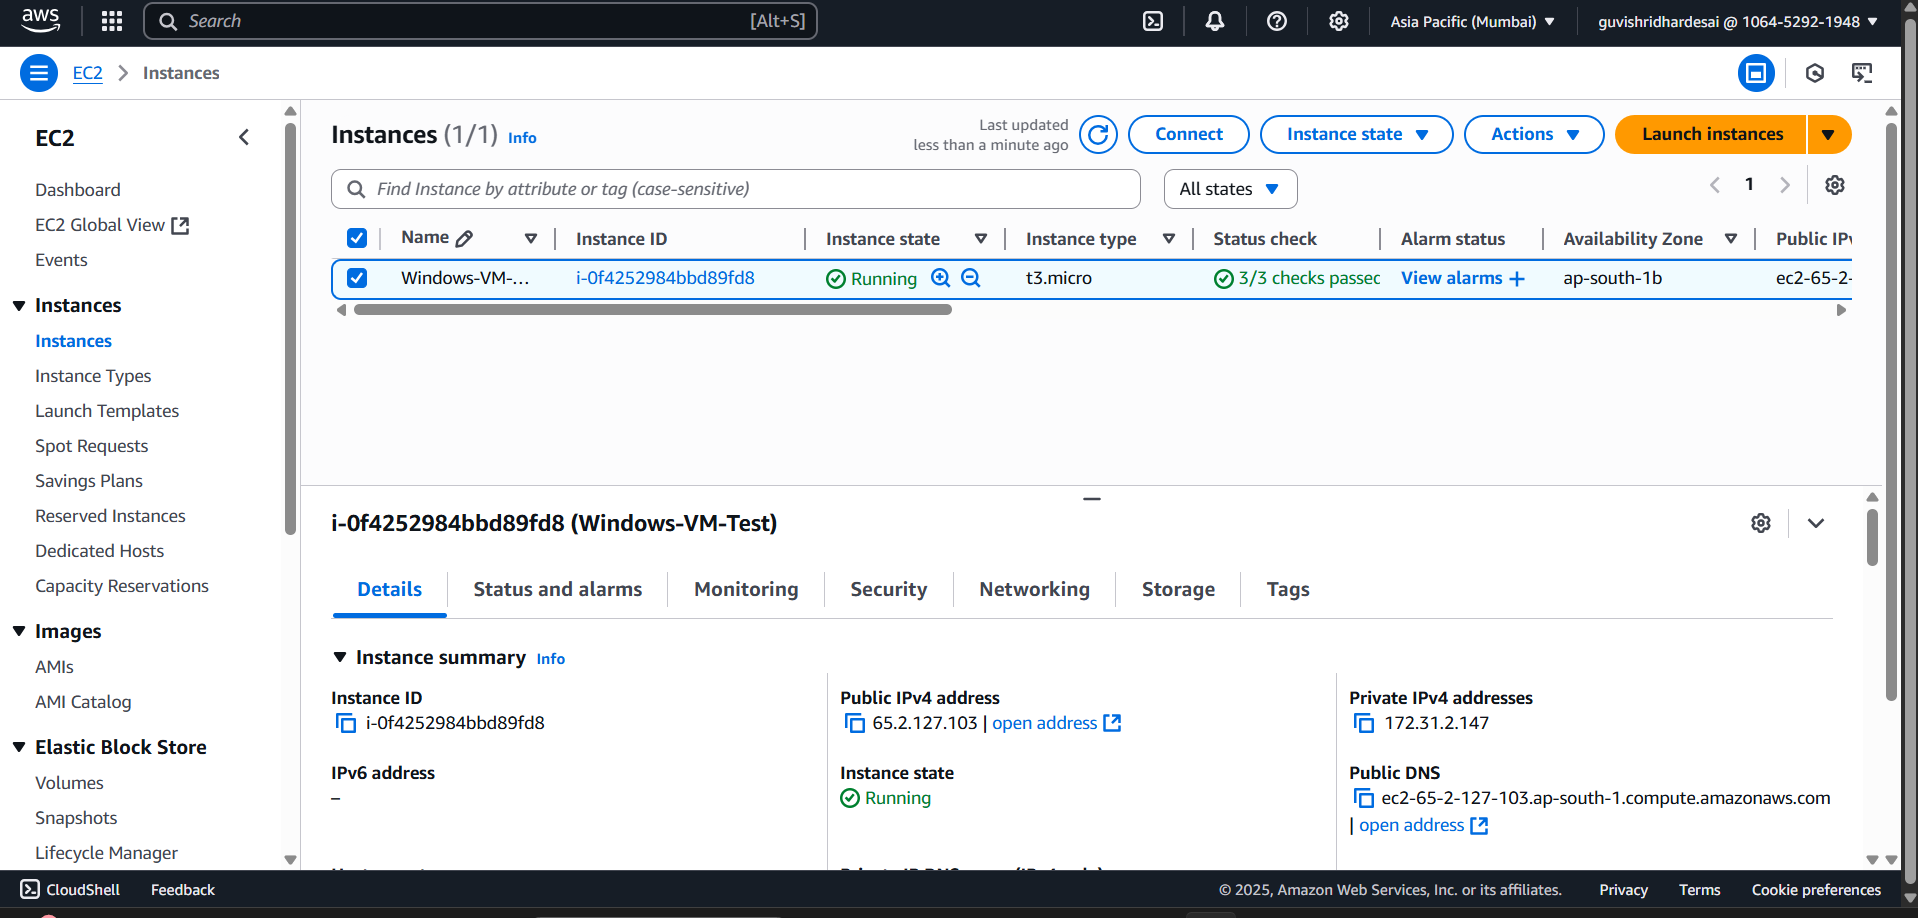 aws
Search [Alt+S]
Asia Pacific (Mumbai) guvishridhardesai @ 1064-5292-1948
EC2 Instances
EC2
Dashboard
EC2 Global View
Events
Instances
Instances
Instance Types
Launch Templates
Spot Requests
Savings Plans
Reserved Instances
Dedicated Hosts
Capacity Reservations
Images
AMIs
AMI Catalog
Elastic Block Store
Volumes
Snapshots
Lifecycle Manager
Instances (1/1) Info
Last updated
less than a minute ago
Connect Instance state Actions Launch instances
Find Instance by attribute or tag (case-sensitive) All states 1
Name Instance ID Instance state Instance type Status check Alarm status Availability Zone Public IPv
Windows-VM-... i-0f4252984bbd89fd8 Running t3.micro 3/3 checks passec View alarms + ap-south-1b ec2-65-2-
i-0f4252984bbd89fd8 (Windows-VM-Test)
Details Status and alarms Monitoring Security Networking Storage Tags
Instance summary Info
Instance ID
i-0f4252984bbd89fd8
Public IPv4 address
65.2.127.103 | open address
Private IPv4 addresses
172.31.2.147
IPv6 address
–
Instance state
Running
Public DNS
ec2-65-2-127-103.ap-south-1.compute.amazonaws.com
| open address
CloudShell Feedback © 2025, Amazon Web Services, Inc. or its affiliates. Privacy Terms Cookie preferences